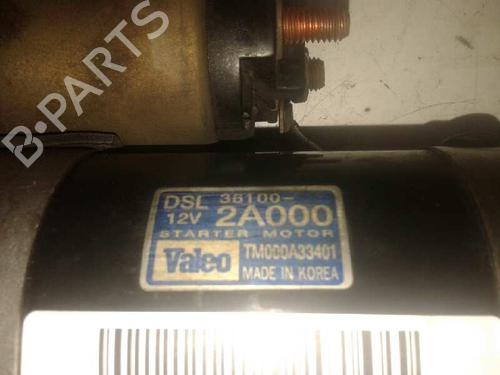 B-PARTS
DSL 36100-
12V 2A000
STARTER MOTOR
Valeo TM000A33401
MADE IN KOREA